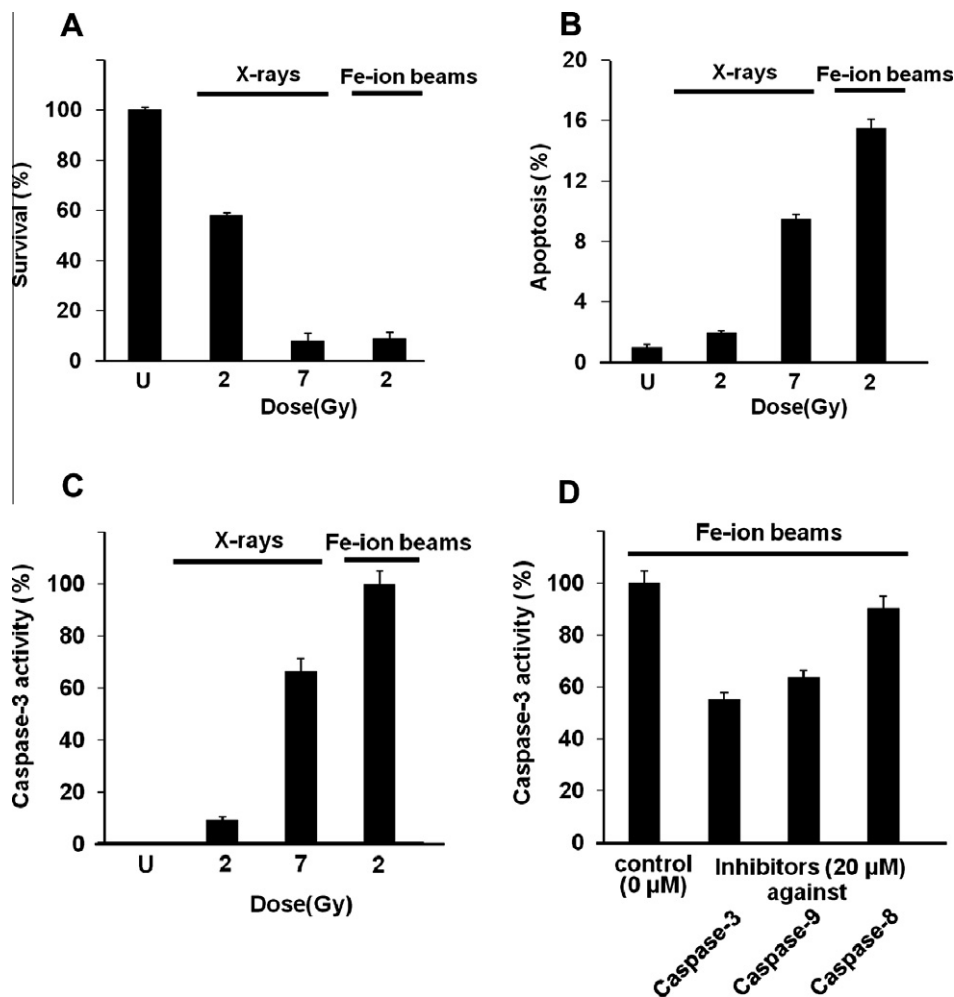 A
X-rays
Fe-ion beams
Survival (%)
100
80
60
40
20
0
U 2 7 2
Dose(Gy)
B
X-rays
Fe-ion beams
Apoptosis (%)
20
16
12
8
4
0
U 2 7 2
Dose(Gy)
C
X-rays
Fe-ion beams
Caspase-3 activity (%)
100
80
60
40
20
0
U 2 7 2
Dose(Gy)
D
Fe-ion beams
Caspase-3 activity (%)
100
80
60
40
20
0
control
(0 µM)
Inhibitors (20 µM)
against
Caspase-3
Caspase-9
Caspase-8